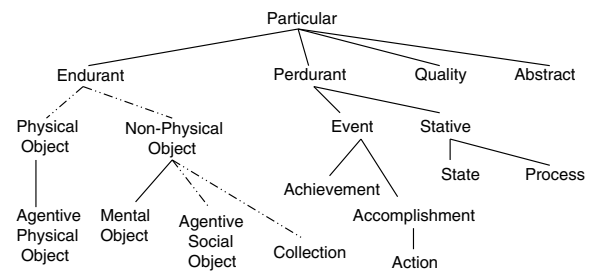 Particular
Endurant
Perdurant
Quality
Abstract
Physical
Object
Non-Physical
Object
Event
Stative
Achievement
State
Process
Agentive
Physical
Object
Mental
Object
Agentive
Social
Object
Collection
Accomplishment
Action